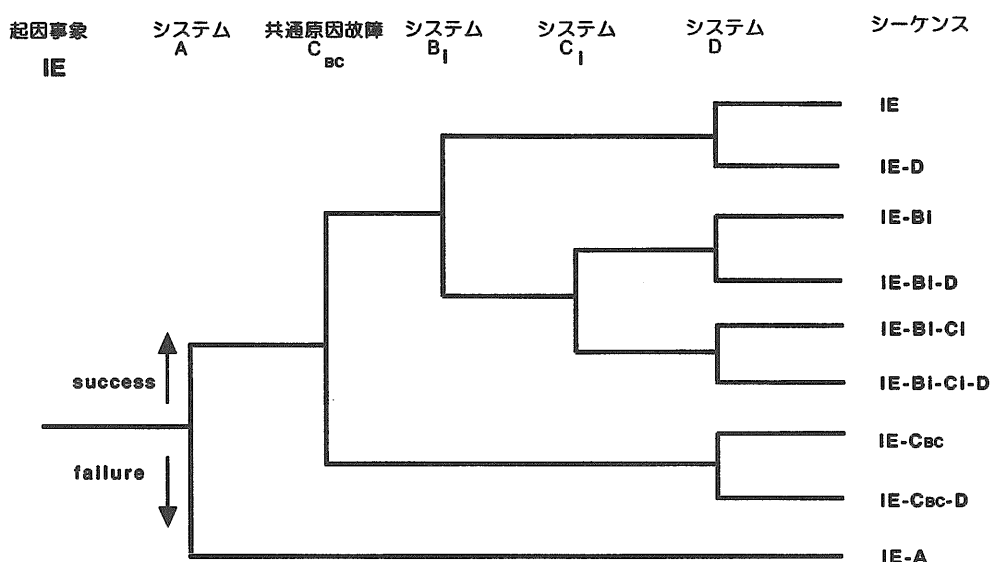 起因事象
IE
システム
A
共通原因故障
CBC
システム
BI
システム
CI
システム
D
シーケンス
IE
IE-D
IE-BI
IE-BI-D
IE-BI-CI
success
IE-BI-CI-D
IE-CBC
failure
IE-CBC-D
IE-A